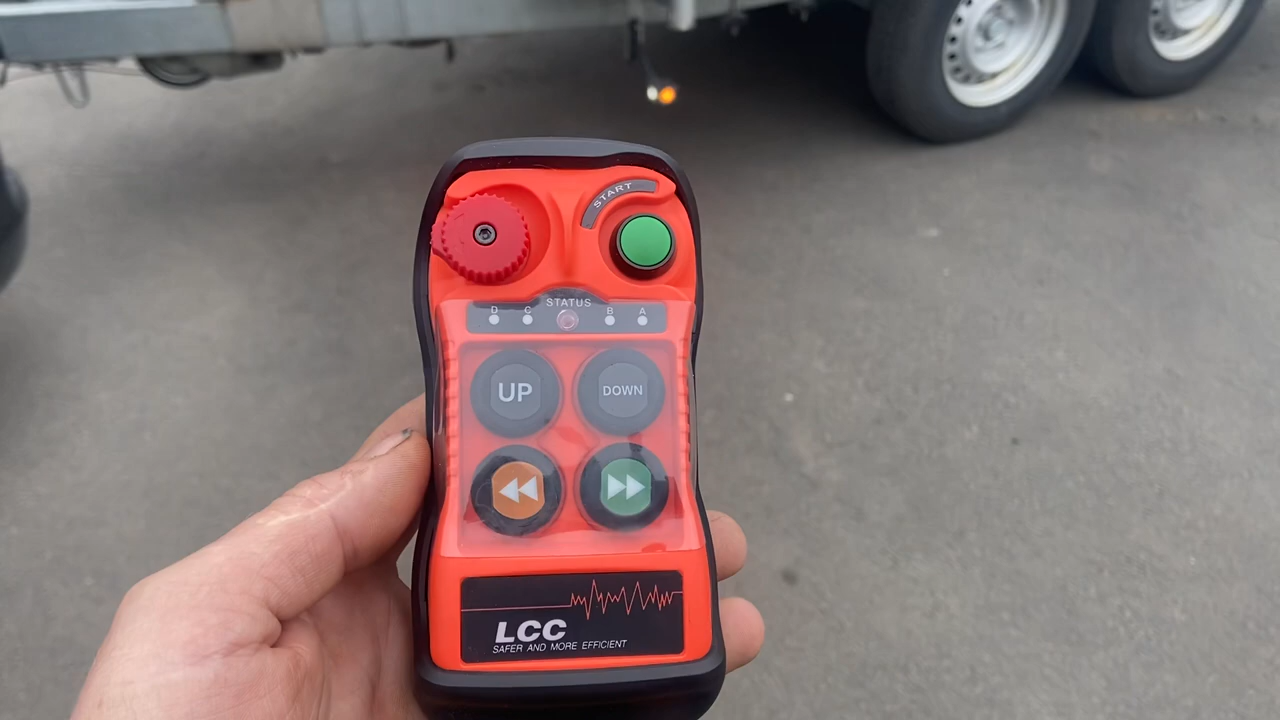 START
STATUS
D C B A
UP DOWN
LCC
SAFER AND MORE EFFICIENT